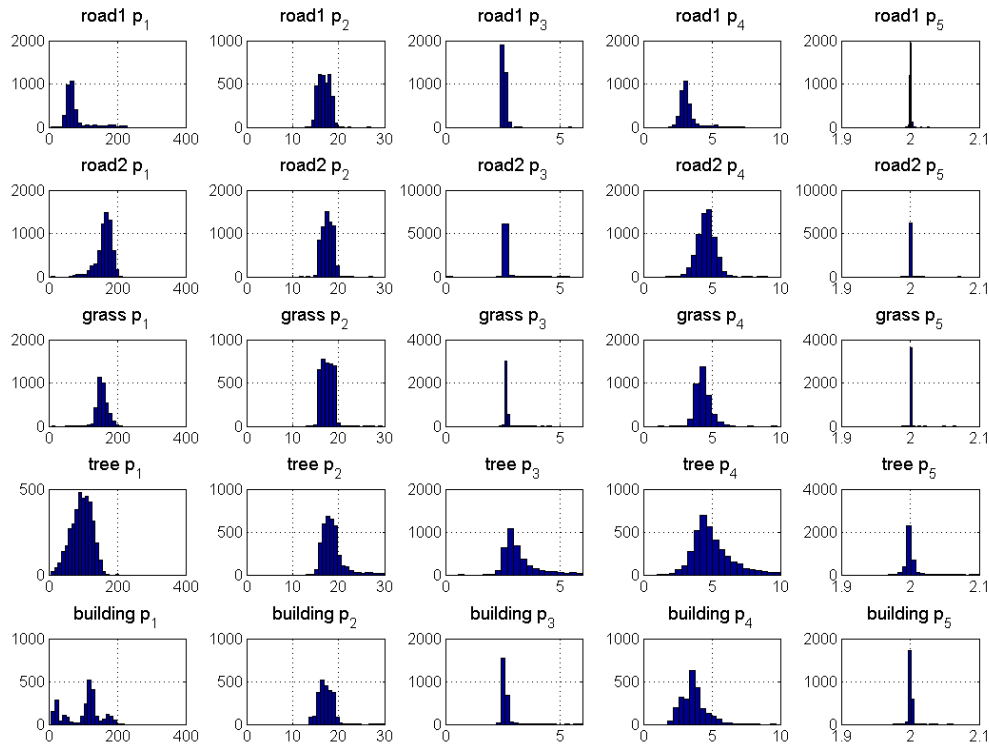 road1 p1 road1 p2 road1 p3 road1 p4 road1 p5
2000 1000 2000 2000 2000
1000 500 1000 1000 1000
0 0 0 0 0
0 200 400 0 10 20 30 0 5 0 5 10 1.9 2 2.1
road2 p1 road2 p2 road2 p3 road2 p4 road2 p5
2000 2000 10000 2000 10000
1000 1000 5000 1000 5000
0 0 0 0 0
0 200 400 0 10 20 30 0 5 0 5 10 1.9 2 2.1
grass p1 grass p2 grass p3 grass p4 grass p5
2000 1000 4000 2000 4000
1000 500 2000 1000 2000
0 0 0 0 0
0 200 400 0 10 20 30 0 5 0 5 10 1.9 2 2.1
tree p1 tree p2 tree p3 tree p4 tree p5
500 1000 2000 1000 4000
500 1000 500 2000
0 0 0 0 0
0 200 400 0 10 20 30 0 5 0 5 10 1.9 2 2.1
building p1 building p2 building p3 building p4 building p5
1000 1000 2000 1000 2000
500 500 1000 500 1000
0 0 0 0 0
0 200 400 0 10 20 30 0 5 0 5 10 1.9 2 2.1